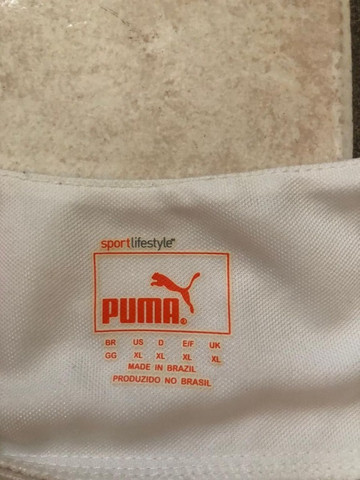 sportlifestyle
PUMA
BR US D E/F UK
GG XL XL XL XL
MADE IN BRAZIL
PRODUZIDO NO BRASIL